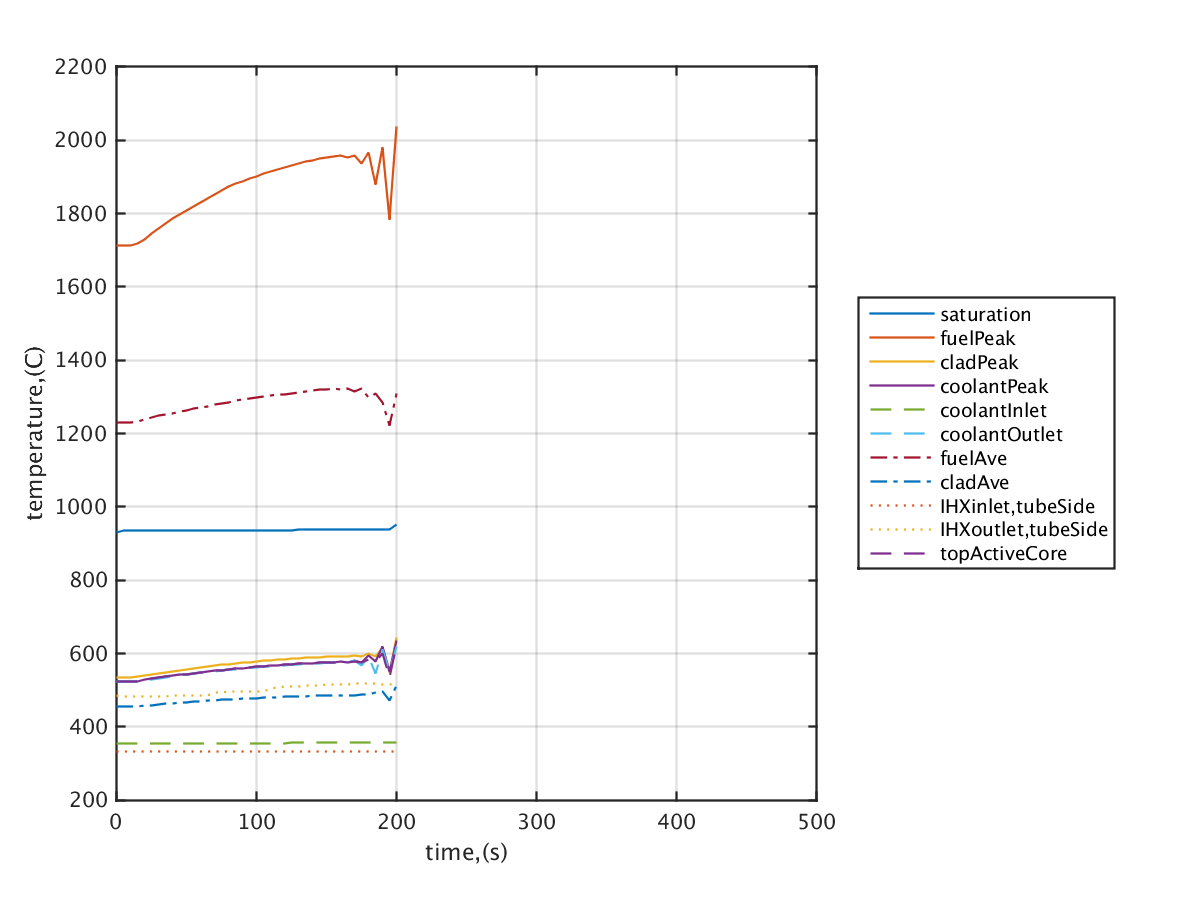 2200
2000
1800
1600
1400
1200
1000
800
600
400
200
temperature,(C)
0 100 200 300 400 500
time,(s)
saturation
fuelPeak
cladPeak
coolantPeak
coolantInlet
coolantOutlet
fuelAve
cladAve
IHXinlet,tubeSide
IHXoutlet,tubeSide
topActiveCore